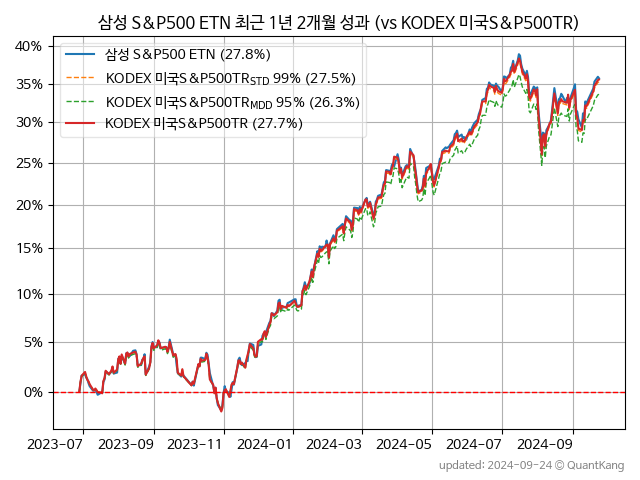 삼성 S&P500 ETN 최근 1년 2개월 성과 (vs KODEX 미국S&P500TR)
삼성 S&P500 ETN (27.8%)
KODEX 미국S&P500TR_STD 99% (27.5%)
KODEX 미국S&P500TR_MDD 95% (26.3%)
KODEX 미국S&P500TR (27.7%)
40%
35%
30%
25%
20%
15%
10%
5%
0%
2023-07
2023-09
2023-11
2024-01
2024-03
2024-05
2024-07
2024-09
updated: 2024-09-24 @ QuantKang